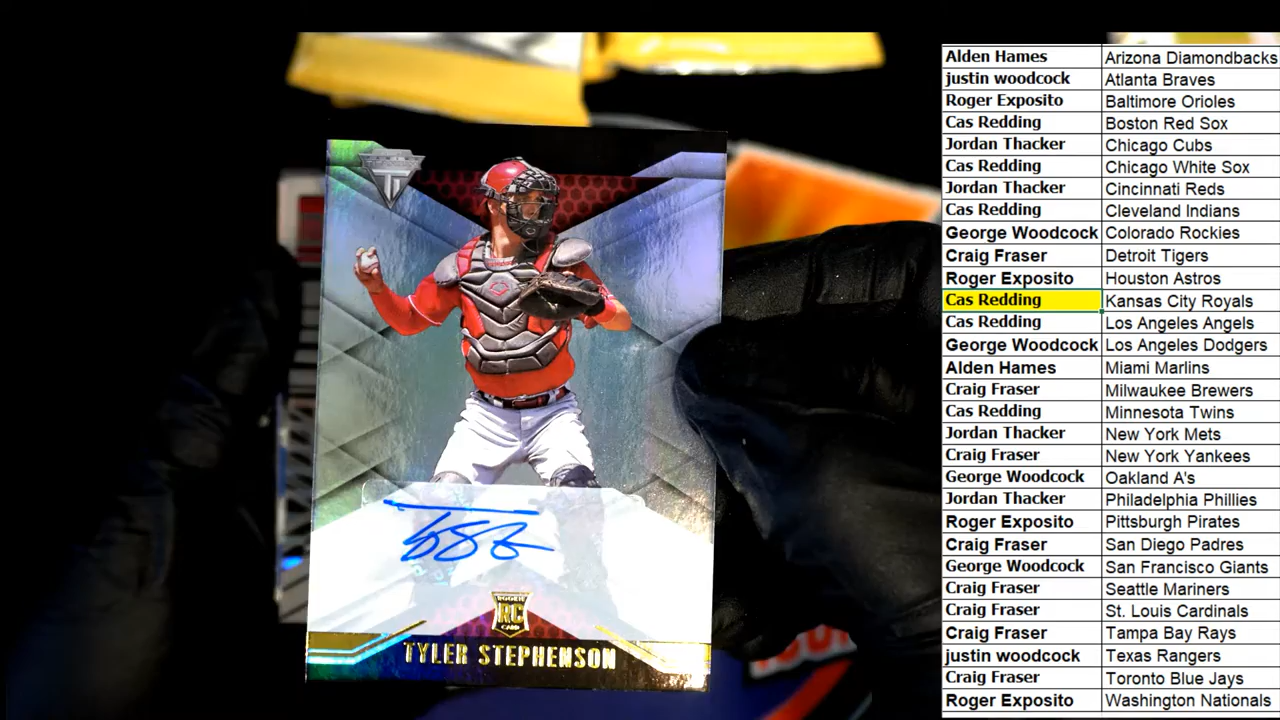 Alden Hames Arizona Diamondbacks
justin woodcock Atlanta Braves
Roger Exposito Baltimore Orioles
Cas Redding Boston Red Sox
Jordan Thacker Chicago Cubs
Cas Redding Chicago White Sox
Jordan Thacker Cincinnati Reds
Cas Redding Cleveland Indians
George Woodcock Colorado Rockies
Craig Fraser Detroit Tigers
Roger Exposito Houston Astros
Cas Redding Kansas City Royals
Cas Redding Los Angeles Angels
George Woodcock Los Angeles Dodgers
Alden Hames Miami Marlins
Craig Fraser Milwaukee Brewers
Cas Redding Minnesota Twins
Jordan Thacker New York Mets
Craig Fraser New York Yankees
George Woodcock Oakland A's
Jordan Thacker Philadelphia Phillies
Roger Exposito Pittsburgh Pirates
Craig Fraser San Diego Padres
George Woodcock San Francisco Giants
Craig Fraser Seattle Mariners
Craig Fraser St. Louis Cardinals
Craig Fraser Tampa Bay Rays
justin woodcock Texas Rangers
Craig Fraser Toronto Blue Jays
Roger Exposito Washington Nationals
ROOKIE
RC
CARD
TYLER STEPHENSON